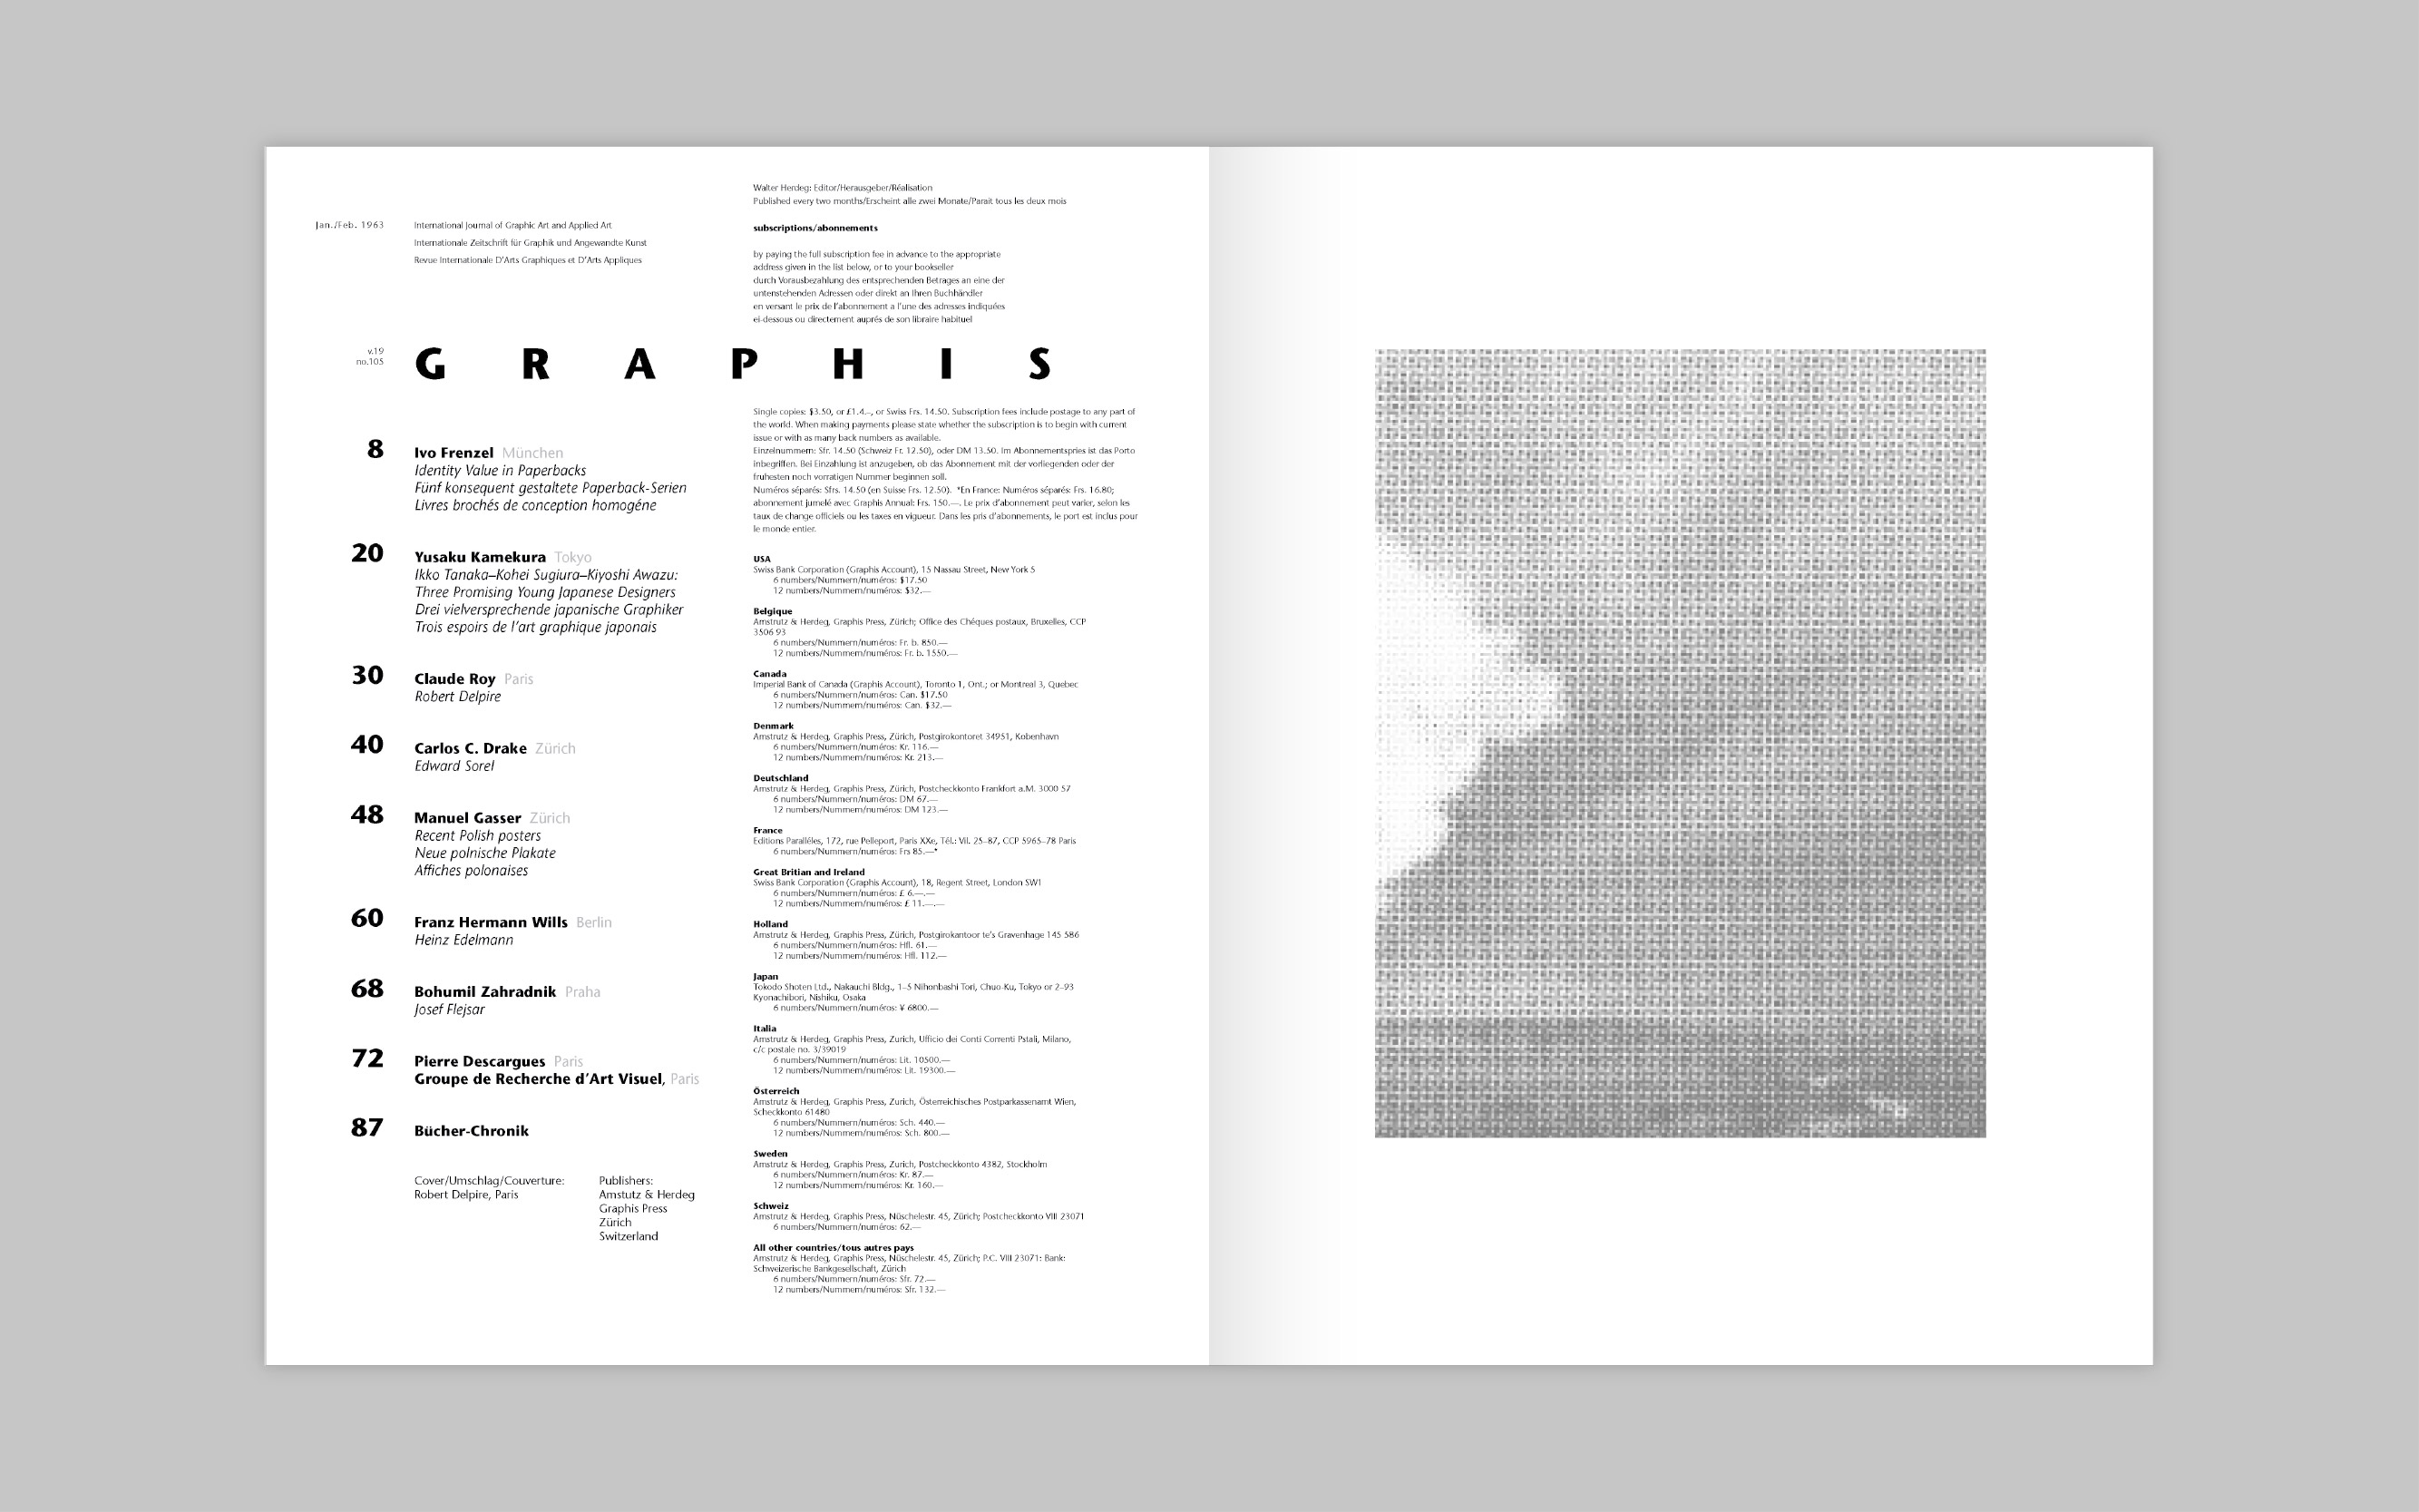 Jan./Feb. 1963
International Journal of Graphic Art and Applied Art
Internationale Zeitschrift für Graphik und Angewandte Kunst
Revue Internationale D'Arts Graphiques et D'Arts Appliques
Walter Herdeg: Editor/Herausgeber/Réalisation
Published every two months/Erscheint alle zwei Monate/Parait tous les deux mois
subscriptions/abonnements
by paying the full subscription fee in advance to the appropriate
address given in the list below, or to your bookseller
durch Vorausbezahlung des entsprechenden Betrages an eine der
untenstehenden Adressen oder direkt an Ihren Buchhändler
en versant le prix de l'abonnement a l'une des adresses indiquées
ei-dessous ou directement auprés de son libraire habituel
v.19
no.105
G R A P H I S
8
Ivo Frenzel München
Identity Value in Paperbacks
Fünf konsequent gestaltete Paperback-Serien
Livres brochés de conception homogéne
20
Yusaku Kamekura Tokyo
Ikko Tanaka–Kohei Sugiura–Kiyoshi Awazu:
Three Promising Young Japanese Designers
Drei vielversprechende japanische Graphiker
Trois espoirs de l'art graphique japonais
30
Claude Roy Paris
Robert Delpire
40
Carlos C. Drake Zürich
Edward Sorel
48
Manuel Gasser Zürich
Recent Polish posters
Neue polnische Plakate
Affiches polonaises
60
Franz Hermann Wills Berlin
Heinz Edelmann
68
Bohumil Zahradnik Praha
Josef Flejsar
72
Pierre Descargues Paris
Groupe de Recherche d'Art Visuel, Paris
87
Bücher-Chronik
Cover/Umschlag/Couverture:
Robert Delpire, Paris
Publishers:
Amstutz & Herdeg
Graphis Press
Zürich
Switzerland
Single copies: $3.50, or £1.4–, or Swiss Frs. 14.50. Subscription fees include postage to any part of
the world. When making payments please state whether the subscription is to begin with current
issue or with as many back numbers as available.
Einzelnummern: Sfr. 14.50 (Schweiz Fr. 12.50), oder DM 13.50. Im Abonnementspries ist das Porto
inbegriffen. Bei Einzahlung ist anzugeben, ob das Abonnement mit der vorliegenden oder der
fruhesten noch vorratigen Nummer beginnen soll.
Numéros séparés: Sfrs. 14.50 (en Suisse Frs. 12.50). *En France: Numéros séparés: Frs. 16.80;
abonnement jumelé avec Graphis Annual: Frs. 150.—. Le prix d'abonnement peut varier, selon les
taux de change officiels ou les taxes en vigueur. Dans les pris d'abonnements, le port est inclus pour
le monde entier.
USA
Swiss Bank Corporation (Graphis Account), 15 Nassau Street, New York 5
6 numbers/Nummern/numéros: $17.50
12 numbers/Nummern/numéros: $32.—
Belgique
Amstrutz & Herdeg, Graphis Press, Zürich; Office des Chéques postaux, Bruxelles, CCP
3506 93
6 numbers/Nummern/numéros: Fr. b. 850.—
12 numbers/Nummern/numéros: Fr. b. 1550.—
Canada
Imperial Bank of Canada (Graphis Account), Toronto 1, Ont.; or Montreal 3, Quebec
6 numbers/Nummern/numéros: Can. $17.50
12 numbers/Nummern/numéros: Can. $32.—
Denmark
Amstrutz & Herdeg, Graphis Press, Zürich, Postgirokontoret 34951, Kobenhavn
6 numbers/Nummern/numéros: Kr. 116.—
12 numbers/Nummern/numéros: Kr. 213.—
Deutschland
Amstrutz & Herdeg, Graphis Press, Zürich, Postcheckkonto Frankfort a.M. 3000 57
6 numbers/Nummern/numéros: DM 67.—
12 numbers/Nummern/numéros: DM 123.—
France
Editions Paralléles, 172, rue Pelleport, Paris XXe, Tél.: Vil. 25–87, CCP 5965–78 Paris
6 numbers/Nummern/numéros: Frs 85.—*
Great Britian and Ireland
Swiss Bank Corporation (Graphis Account), 18, Regent Street, London SW1
6 numbers/Nummern/numéros: £ 6.—.—
12 numbers/Nummern/numéros: £ 11.—.—
Holland
Amstrutz & Herdeg, Graphis Press, Zürich, Postgirokantoor te's Gravenhage 145 586
6 numbers/Nummern/numéros: Hfl. 61.—
12 numbers/Nummern/numéros: Hfl. 112.—
Japan
Tokodo Shoten Ltd., Nakauchi Bldg., 1–5 Nihonbashi Tori, Chuo-Ku, Tokyo or 2–93
Kyonachibori, Nishiku, Osaka
6 numbers/Nummern/numéros: ¥ 6800.—
Italia
Amstrutz & Herdeg, Graphis Press, Zurich, Ufficio dei Conti Correnti Pstali, Milano,
c/c postale no. 3/39019
6 numbers/Nummern/numéros: Lit. 10500.—
12 numbers/Nummern/numéros: Lit. 19300.—
Österreich
Amstrutz & Herdeg, Graphis Press, Zurich, Österreichisches Postparkassenamt Wien,
Scheckkonto 61480
6 numbers/Nummern/numéros: Sch. 440.—
12 numbers/Nummern/numéros: Sch. 800.—
Sweden
Amstrutz & Herdeg, Graphis Press, Zurich, Postcheckkonto 4382, Stockholm
6 numbers/Nummern/numéros: Kr. 87.—
12 numbers/Nummern/numéros: Kr. 160.—
Schweiz
Amstrutz & Herdeg, Graphis Press, Nüschelestr. 45, Zürich; Postcheckkonto VIII 23071
6 numbers/Nummern/numéros: 62.—
All other countries/tous autres pays
Amstrutz & Herdeg, Graphis Press, Nüschelestr. 45, Zürich; P.C. VIII 23071: Bank:
Schweizerische Bankgesellschaft, Zürich
6 numbers/Nummern/numéros: Sfr. 72.—
12 numbers/Nummern/numéros: Sfr. 132.—